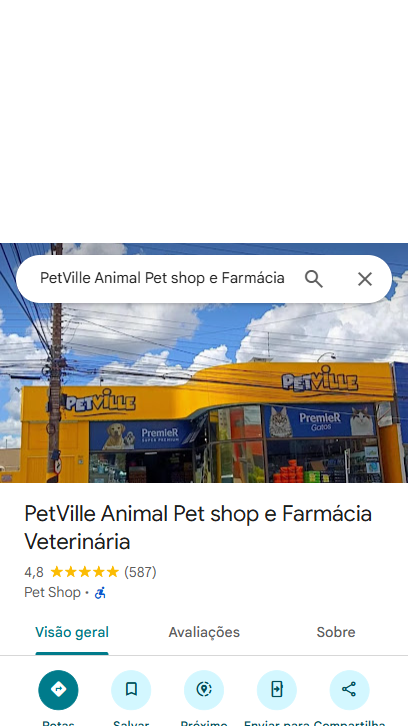 PetVille Animal Pet shop e Farmácia
PETVILLE
PETVILLE
PremieR
SUPER PREMIUM
PremieR
Gatos
PetVille Animal Pet shop e Farmácia
Veterinária
4,8 (587)
Pet Shop •
Visão geral Avaliações Sobre
Rotas Salvar Próximo Enviar para Compartilha